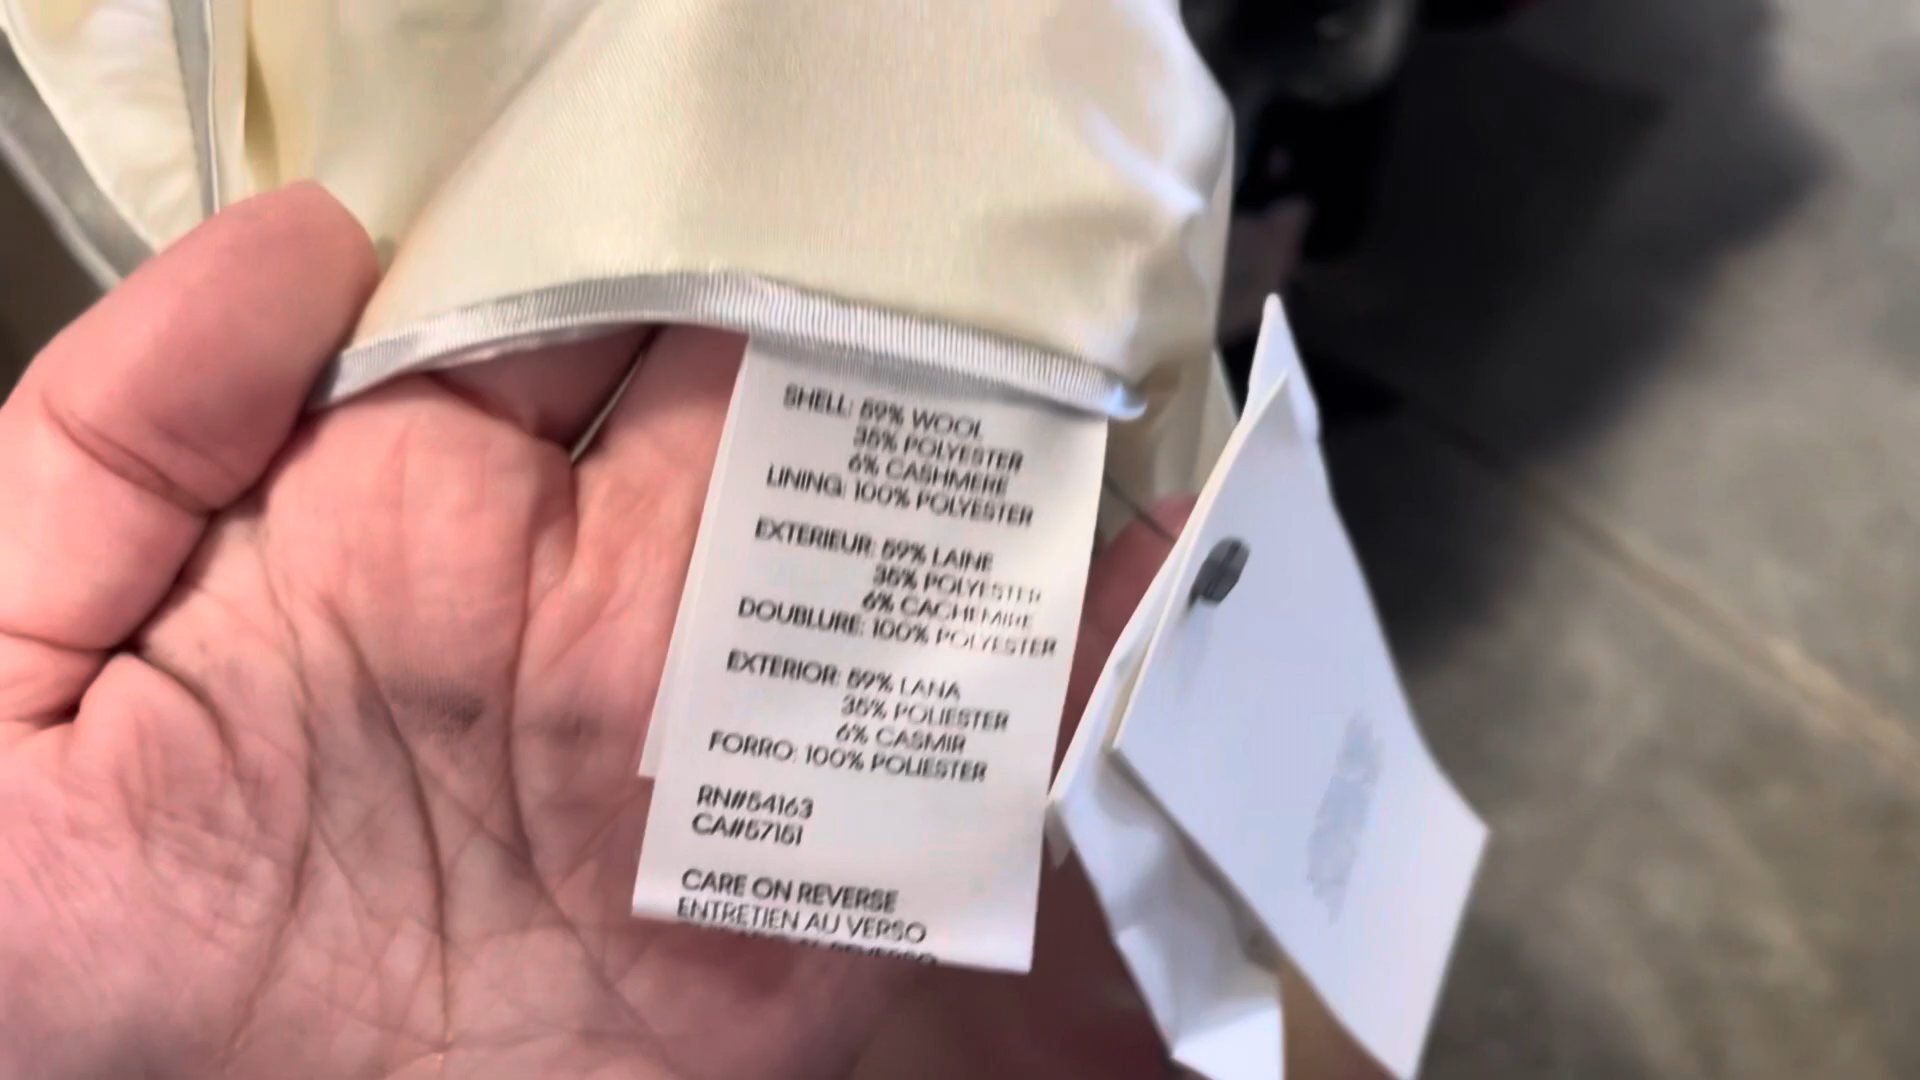 SHELL: 59% WOOL
35% POLYESTER
6% CASHMERE
LINING: 100% POLYESTER
EXTERIEUR: 59% LAINE
35% POLYESTER
6% CACHEMIRE
DOUBLURE: 100% POLYESTER
EXTERIOR: 59% LANA
35% POLIESTER
6% CASMIR
FORRO: 100% POLIESTER
RN#54163
CA#57151
CARE ON REVERSE
ENTRETIEN AU VERSO